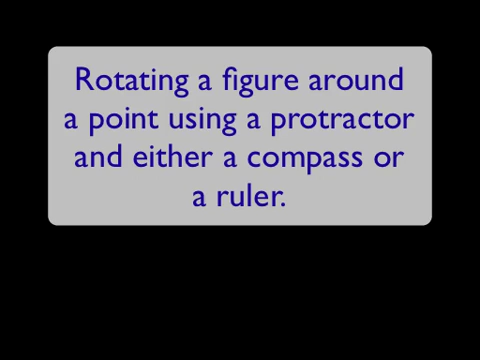 Rotating a figure around
a point using a protractor
and either a compass or
a ruler.